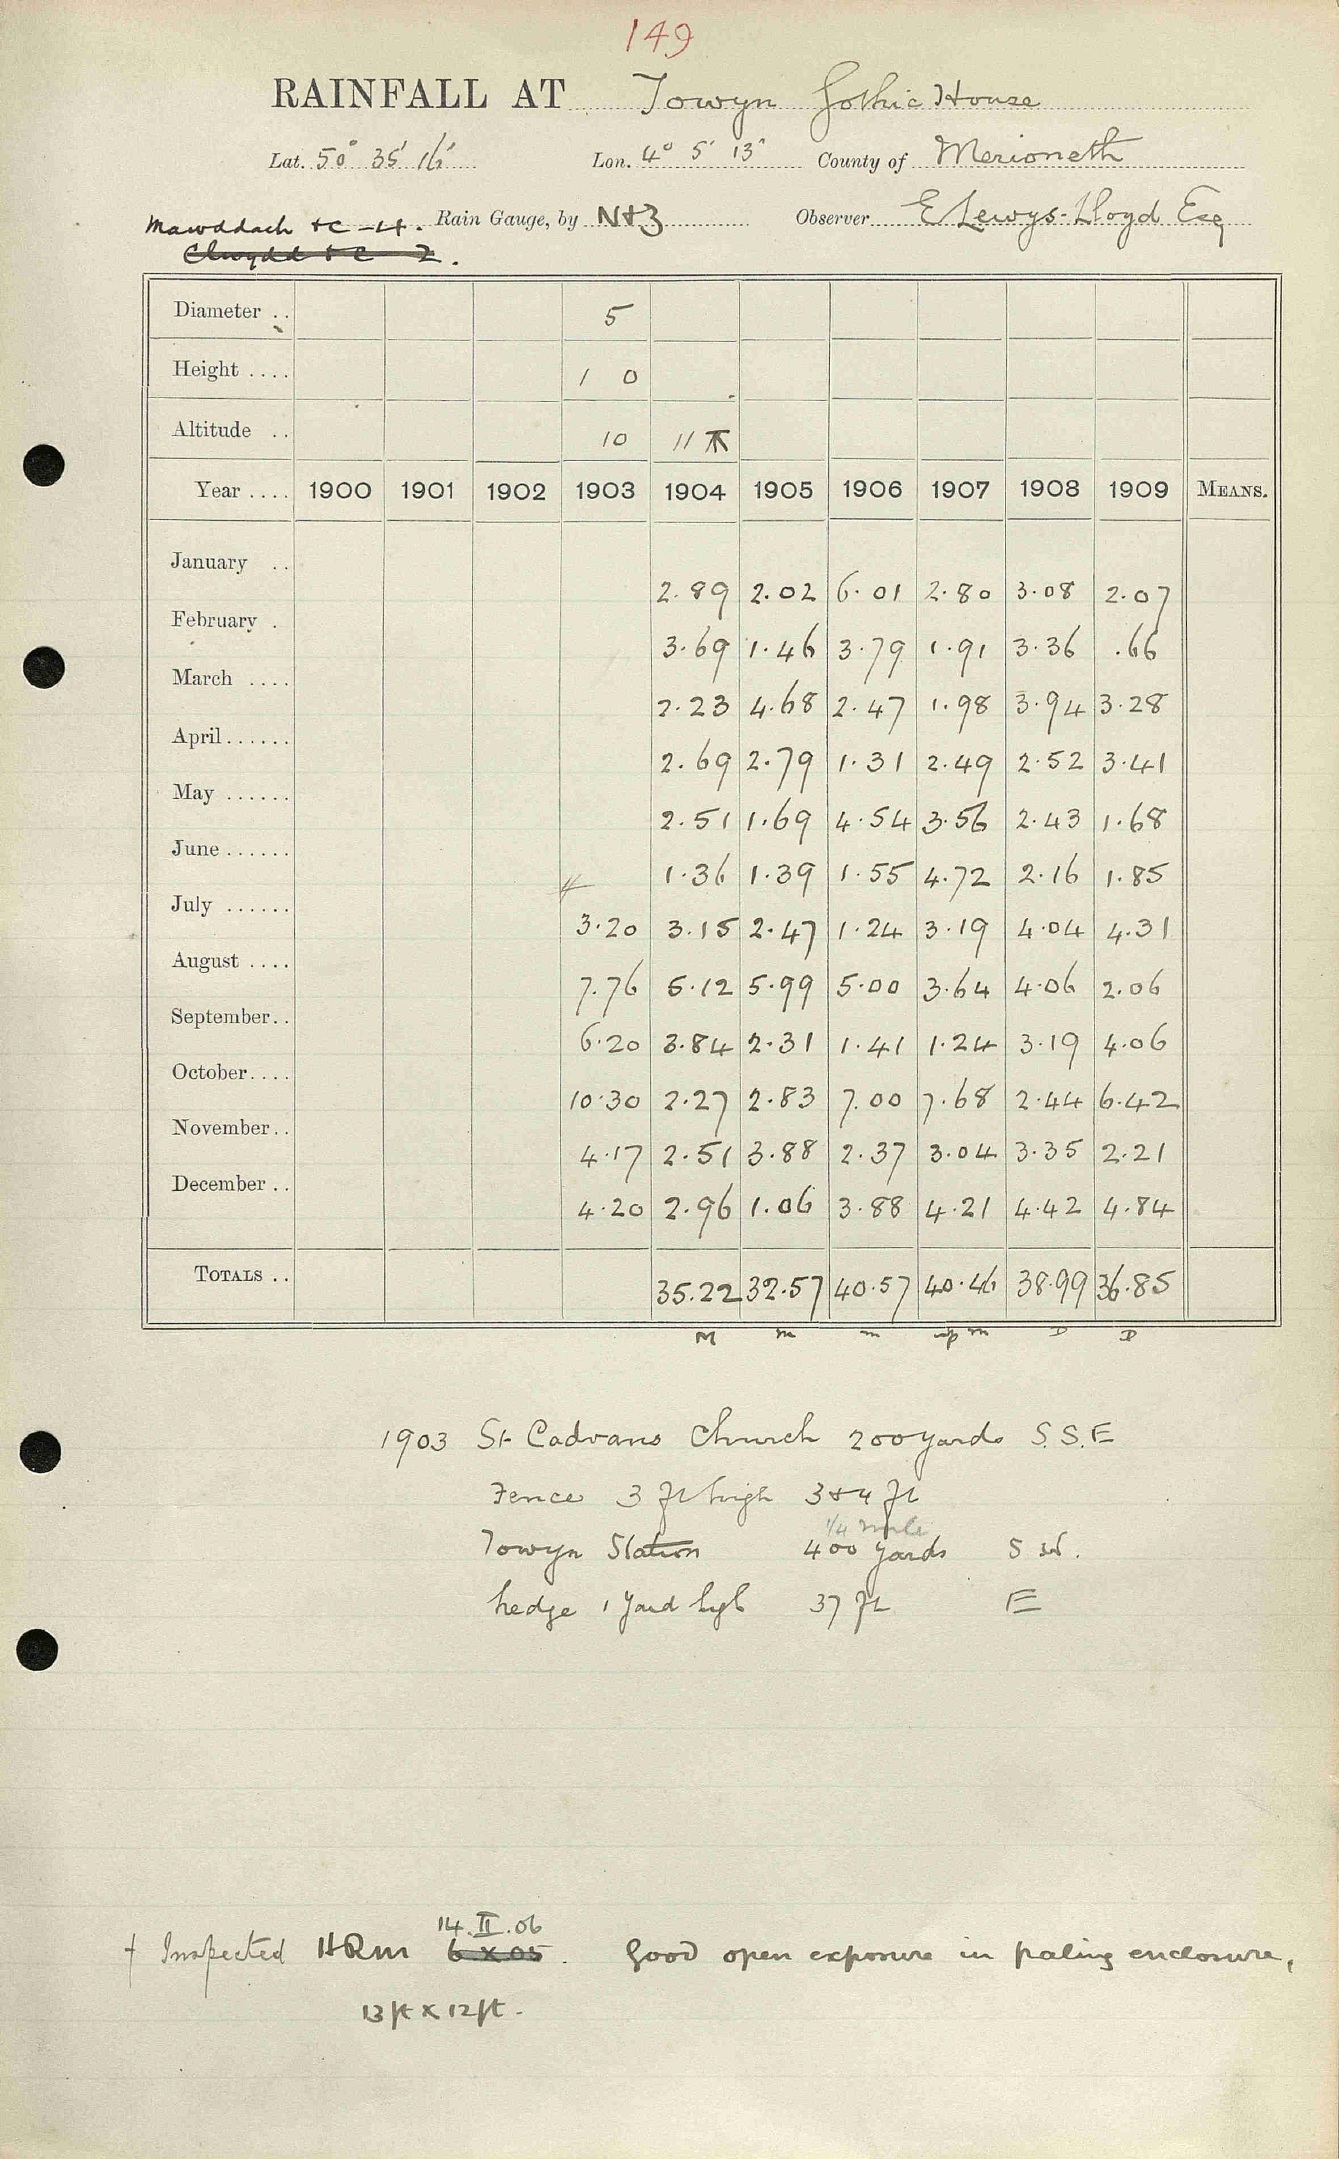 149
RAINFALL AT Towyn Gothic House
Lat. 50° 35' 16" Lon. 4° 5' 13" County of Merioneth
Mawddach &c -14. Rain Gauge, by N&Z Observer E Lewys-Lloyd Esq
Clwydd & c 2.
Diameter .. 5
Height .... 1 0
Altitude .. 10 11
Year .... 1900 1901 1902 1903 1904 1905 1906 1907 1908 1909 MEANS.
January .. 2.89 2.02 6.01 2.80 3.08 2.07
February . 3.69 1.46 3.79 1.91 3.36 .66
March .... 2.23 4.68 2.47 1.98 3.94 3.28
April...... 2.69 2.79 1.31 2.49 2.52 3.41
May ...... 2.51 1.69 4.54 3.56 2.43 1.68
June ...... 1.36 1.39 1.55 4.72 2.16 1.85
July ...... 3.20 3.15 2.47 1.24 3.19 4.04 4.31
August .... 7.76 5.12 5.99 5.00 3.64 4.06 2.06
September.. 6.20 3.84 2.31 1.41 1.24 3.19 4.06
October.... 10.30 2.27 2.83 7.00 7.68 2.44 6.42
November.. 4.17 2.51 3.88 2.37 3.04 3.35 2.21
December .. 4.20 2.96 1.06 3.88 4.21 4.42 4.84
TOTALS .. 35.22 32.57 40.57 40.46 38.99 36.85
M m m m D D
1903 St Cadvans Church 200 yards S.S.E
Fence 3 ft high 3 & 4 ft
1/4 mile
Towyn Station 400 yards S W.
hedge 1 yard high 37 ft E
14.II.06
† Inspected HRM 6 X 05. Good open exposure in paling enclosure,
13 ft x 12 ft.